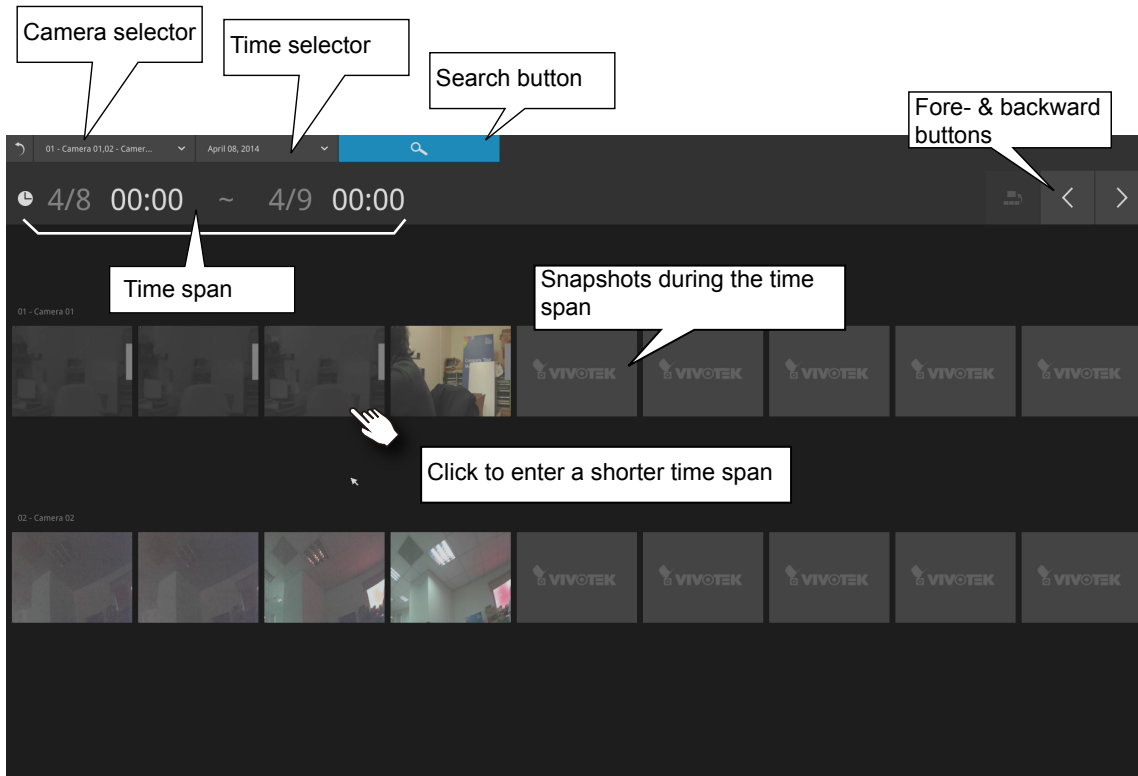 Camera selector
Time selector
Search button
Fore- & backward
buttons
01 - Camera 01,02 - Camer...
April 08, 2014
4/8 00:00 ~ 4/9 00:00
Time span
Snapshots during the time
span
01 - Camera 01
VIVOTEK VIVOTEK VIVOTEK VIVOTEK VIVOTEK
Click to enter a shorter time span
02 - Camera 02
VIVOTEK VIVOTEK VIVOTEK VIVOTEK VIVOTEK